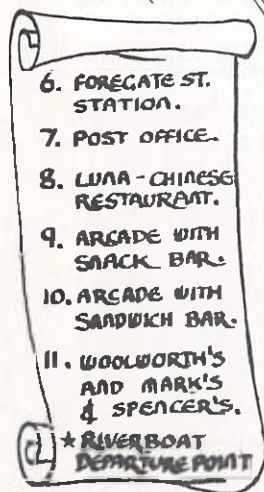 6. FOREGATE ST.
STATION.
7. POST OFFICE.
8. LUNA - CHINESE
RESTAURANT.
9. ARCADE WITH
SNACK BAR.
10. ARCADE WITH
SANDWICH BAR.
11. WOOLWORTH'S
AND MARK'S
& SPENCER'S.
★ RIVERBOAT
DEPARTURE POINT